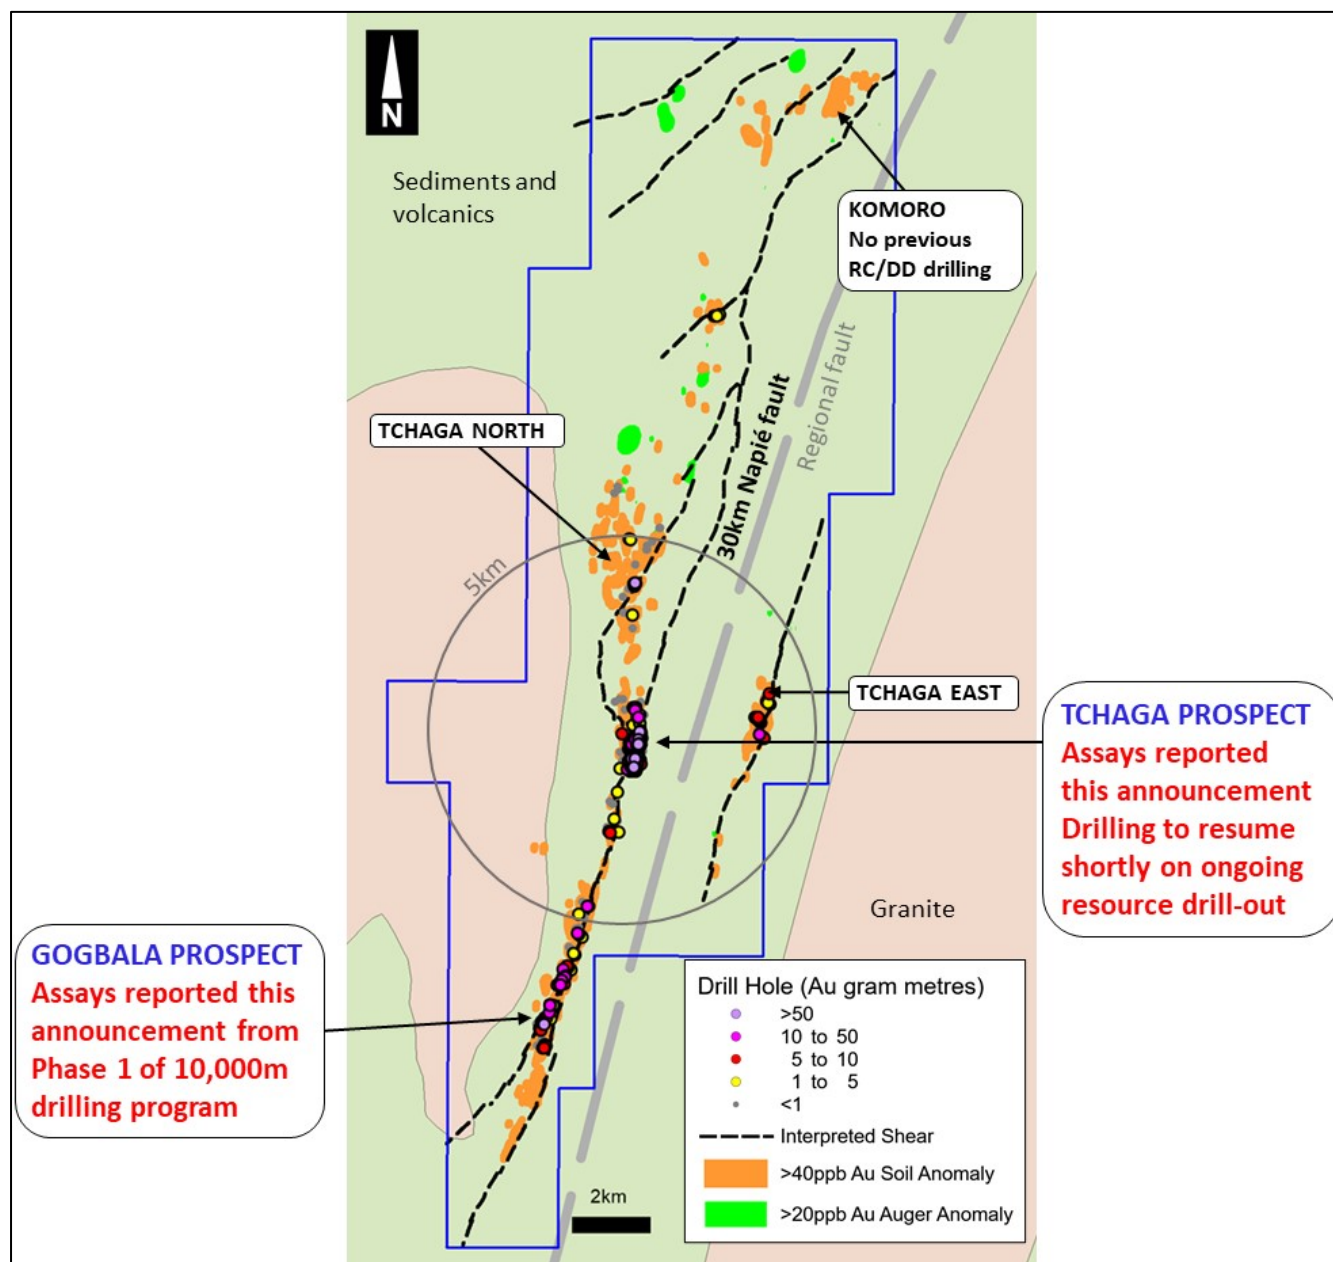 N
Sediments and
volcanics
KOMORO
No previous
RC/DD drilling
TCHAGA NORTH
30km Napié fault
Regional fault
5km
TCHAGA EAST
TCHAGA PROSPECT
Assays reported
this announcement
Drilling to resume
shortly on ongoing
resource drill-out
Granite
GOGBALA PROSPECT
Assays reported this
announcement from
Phase 1 of 10,000m
drilling program
Drill Hole (Au gram metres)
>50
10 to 50
5 to 10
1 to 5
<1
Interpreted Shear
>40ppb Au Soil Anomaly
>20ppb Au Auger Anomaly
2km